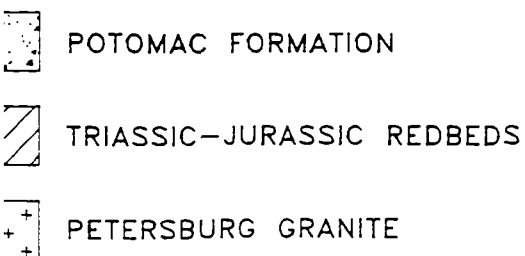 POTOMAC FORMATION
TRIASSIC-JURASSIC REDBEDS
PETERSBURG GRANITE